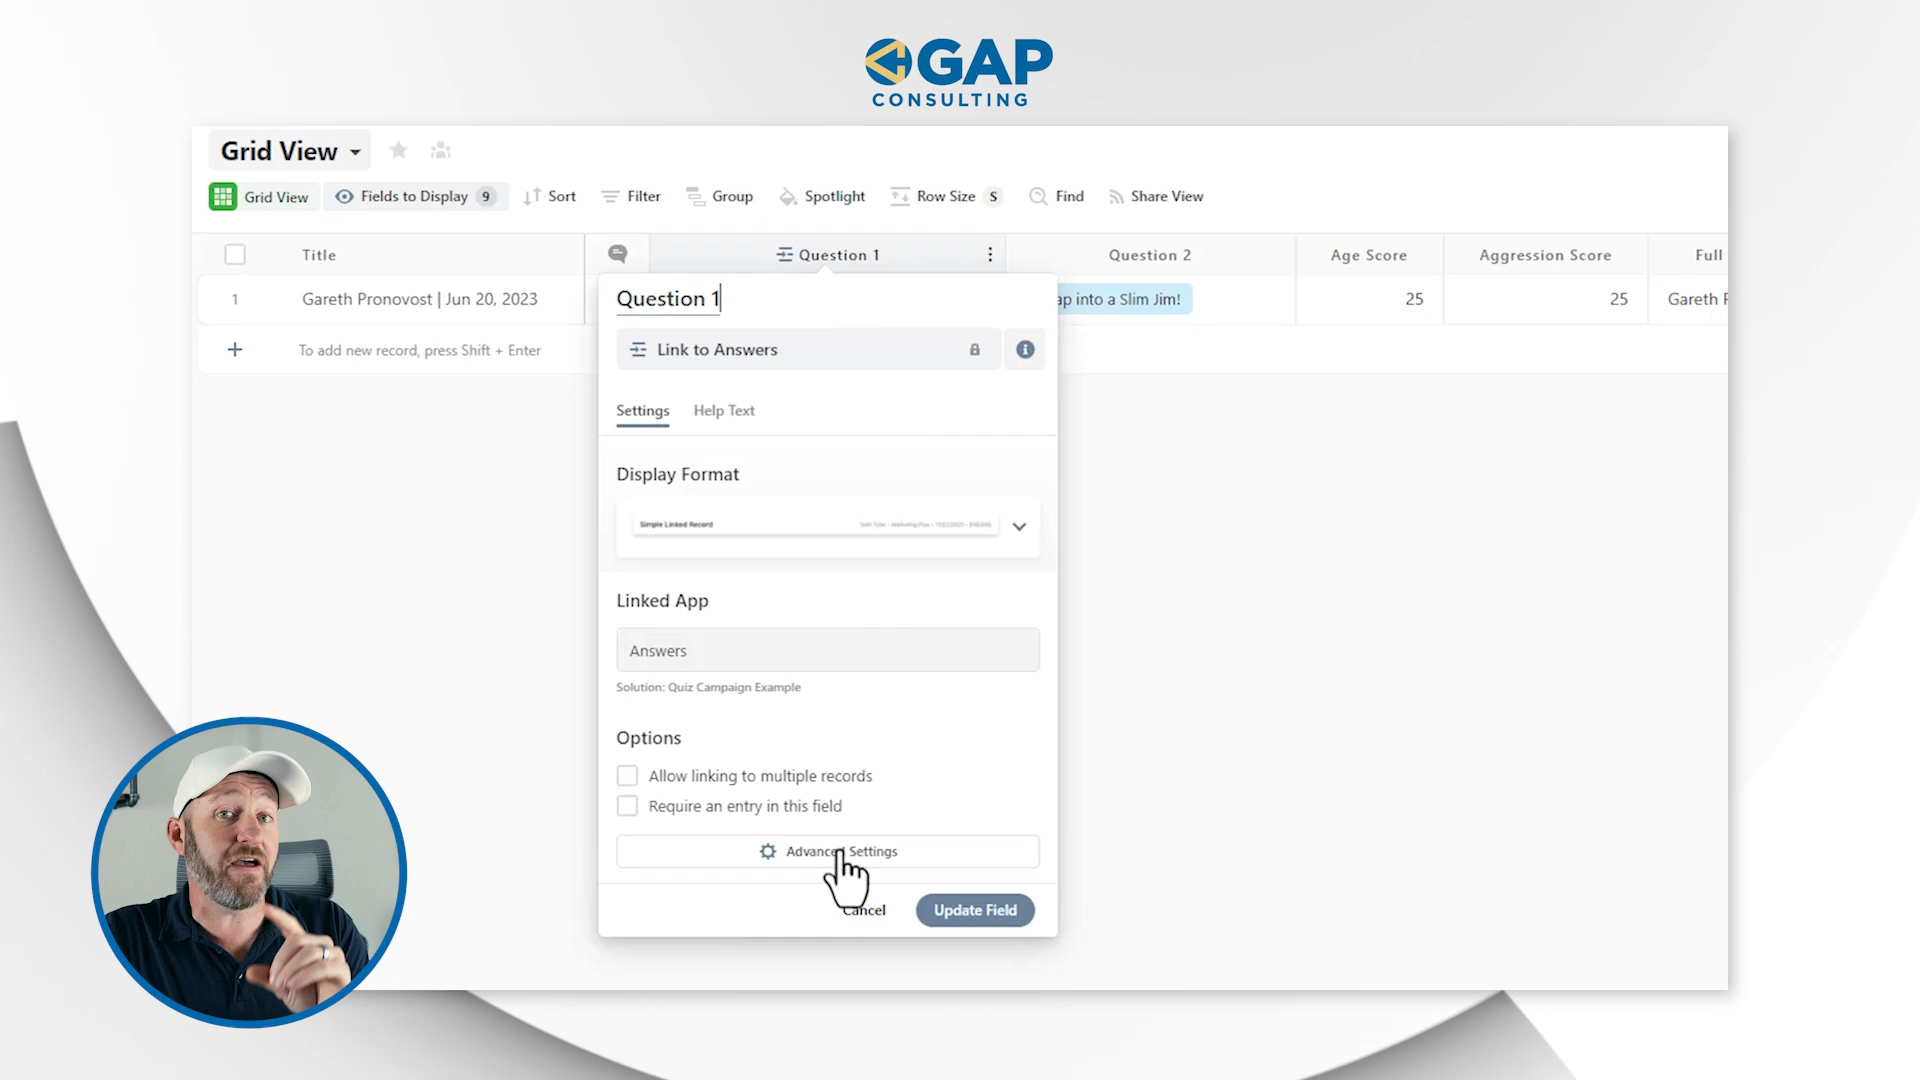 GAP
CONSULTING
Grid View
Grid View
Fields to Display 9
Sort
Filter
Group
Spotlight
Row Size S
Find
Share View
Title
Question 1
Question 2
Age Score
Aggression Score
Full
1
Gareth Pronovost | Jun 20, 2023
ap into a Slim Jim!
25
25
Gareth
To add new record, press Shift + Enter
Question 1
Link to Answers
Settings
Help Text
Display Format
Simple Linked Record
Linked App
Answers
Solution: Quiz Campaign Example
Options
Allow linking to multiple records
Require an entry in this field
Advanced Settings
Cancel
Update Field